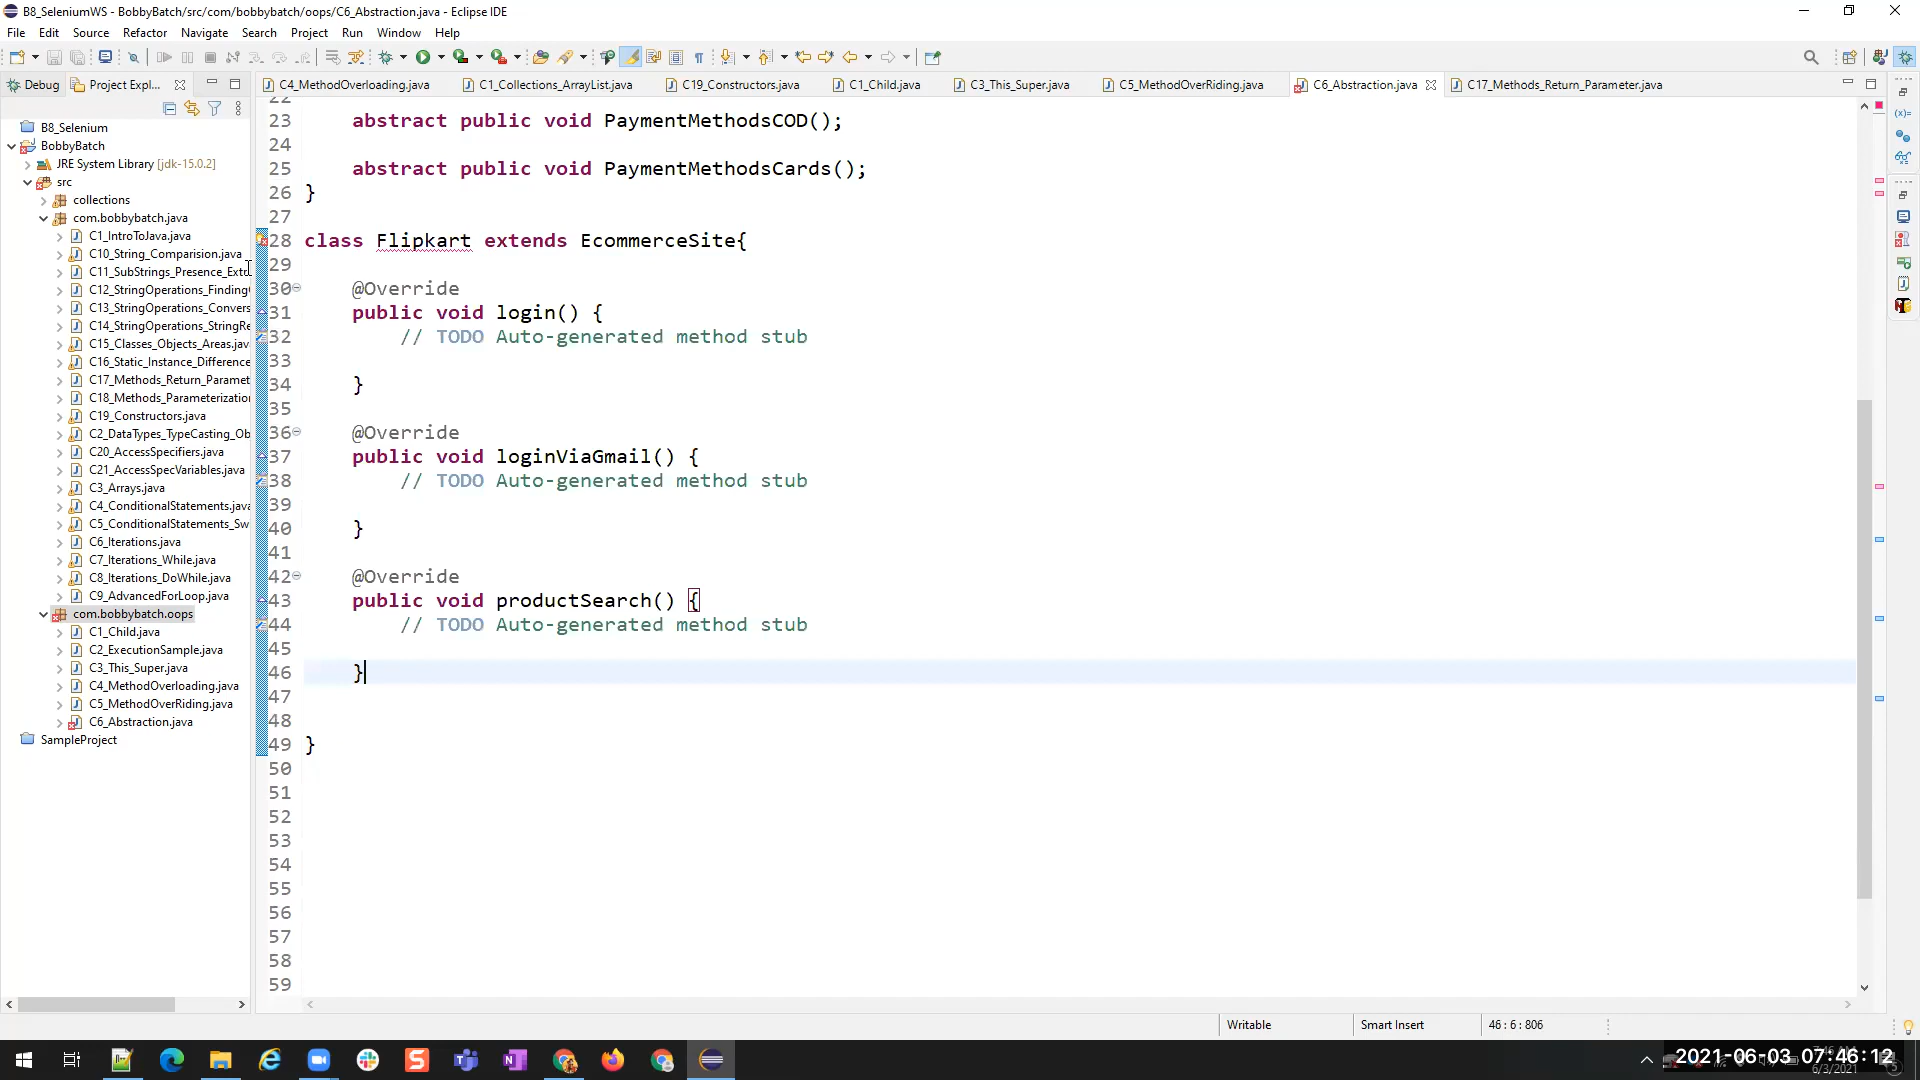 B8_SeleniumWS - BobbyBatch/src/com/bobbybatch/oops/C6_Abstraction.java - Eclipse IDE
File Edit Source Refactor Navigate Search Project Run Window Help
Debug Project Expl... C4_MethodOverloading.java C1_Collections_ArrayList.java C19_Constructors.java C1_Child.java C3_This_Super.java C5_MethodOverRiding.java C6_Abstraction.java C17_Methods_Return_Parameter.java
B8_Selenium
BobbyBatch
JRE System Library [jdk-15.0.2]
src
collections
com.bobbybatch.java
C1_IntroToJava.java
C10_String_Comparision.java
C11_SubStrings_Presence_Extr
C12_StringOperations_Finding
C13_StringOperations_Convers
C14_StringOperations_StringRe
C15_Classes_Objects_Areas.jav
C16_Static_Instance_Difference
C17_Methods_Return_Paramet
C18_Methods_Parameterizatio
C19_Constructors.java
C2_DataTypes_TypeCasting_Ob
C20_AccessSpecifiers.java
C21_AccessSpecVariables.java
C3_Arrays.java
C4_ConditionalStatements.java
C5_ConditionalStatements_Sw
C6_Iterations.java
C7_Iterations_While.java
C8_Iterations_DoWhile.java
C9_AdvancedForLoop.java
com.bobbybatch.oops
C1_Child.java
C2_ExecutionSample.java
C3_This_Super.java
C4_MethodOverloading.java
C5_MethodOverRiding.java
C6_Abstraction.java
SampleProject
22
23 abstract public void PaymentMethodsCOD();
24
25 abstract public void PaymentMethodsCards();
26 }
27
28 class Flipkart extends EcommerceSite{
29
30 @Override
31 public void login() {
32 // TODO Auto-generated method stub
33
34 }
35
36 @Override
37 public void loginViaGmail() {
38 // TODO Auto-generated method stub
39
40 }
41
42 @Override
43 public void productSearch() {
44 // TODO Auto-generated method stub
45
46 }
47
48
49 }
50
51
52
53
54
55
56
57
58
59
Writable Smart Insert 46 : 6 : 806
2021-06-03 07:46:12
6/3/2021